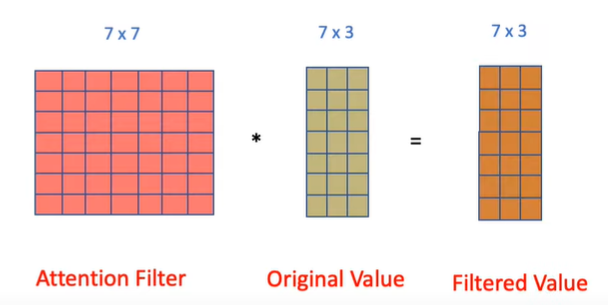 7 x 7
7 x 3
7 x 3
*
=
Attention Filter
Original Value
Filtered Value